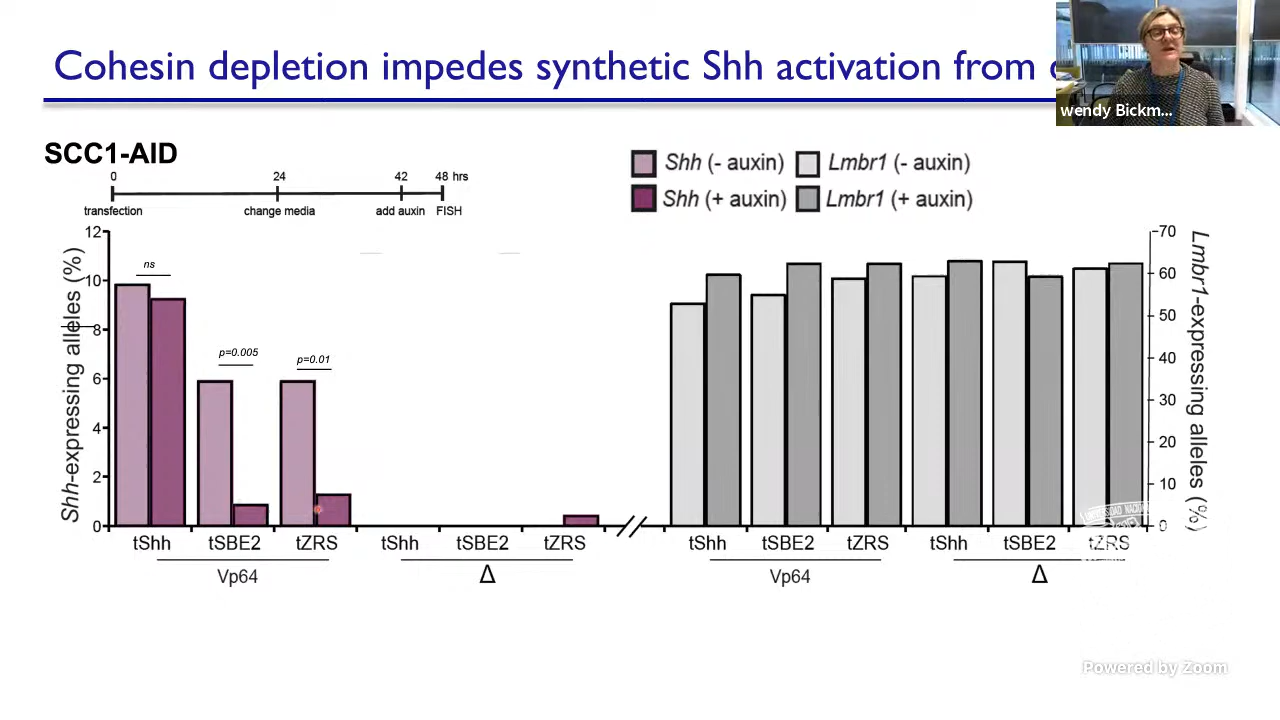 Cohesin depletion impedes synthetic Shh activation from
wendy Bickm...
SCC1-AID
0 24 42 48 hrs
transfection change media add auxin FISH
Shh (- auxin) Lmbr1 (- auxin)
Shh (+ auxin) Lmbr1 (+ auxin)
Shh-expressing alleles (%)
12
10
8
6
4
2
0
ns
p=0.005
p=0.01
70
60
50
40
30
20
10
0
Lmbr1-expressing alleles (%)
tShh tSBE2 tZRS tShh tSBE2 tZRS tShh tSBE2 tZRS tShh tSBE2 tZRS
Vp64 Δ Vp64 Δ
Powered by Zoom